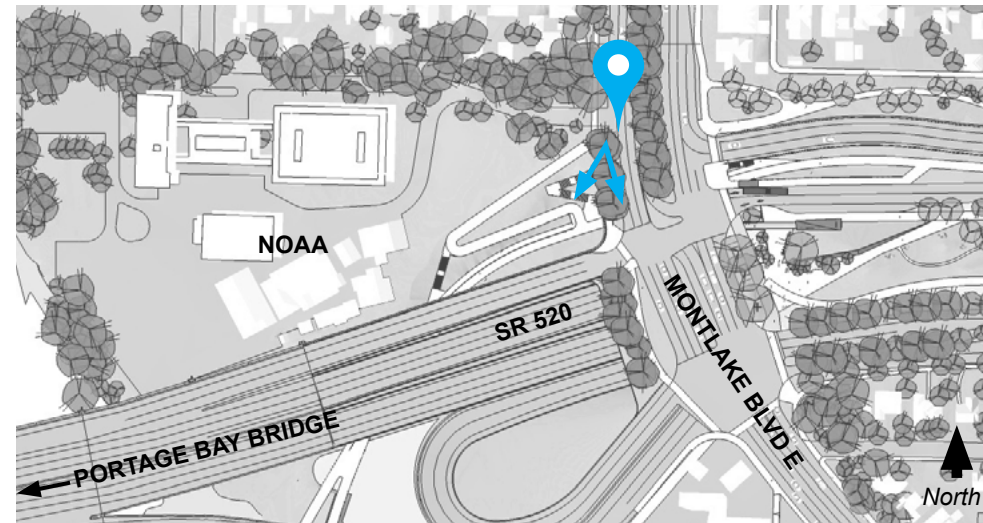 NOAA
SR 520
MONTLAKE BLVD E
PORTAGE BAY BRIDGE
North